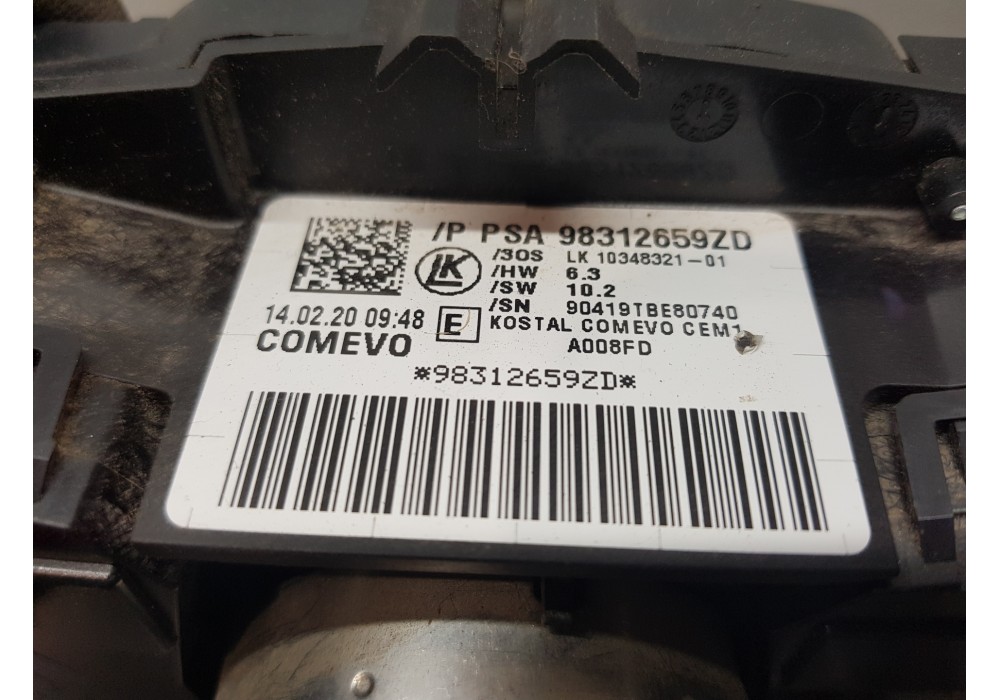 /P PSA 98312659ZD
/3OS LK 10348321-01
/HW 6.3
/SW 10.2
/SN 90419TBE80740
LK
14.02.20 09:48 E KOSTAL COMEVO CEM1
COMEVO A008FD
*98312659ZD*